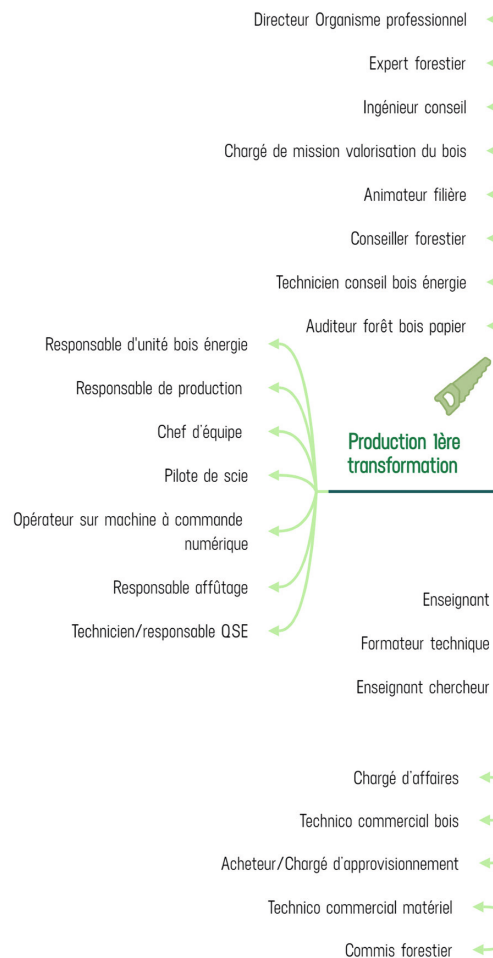 Directeur Organisme professionnel
Expert forestier
Ingénieur conseil
Chargé de mission valorisation du bois
Animateur filière
Conseiller forestier
Technicien conseil bois énergie
Auditeur forêt bois papier
Responsable d'unité bois énergie
Responsable de production
Chef d'équipe
Pilote de scie
Opérateur sur machine à commande
numérique
Responsable affûtage
Technicien/responsable QSE
Production 1ère
transformation
Enseignant
Formateur technique
Enseignant chercheur
Chargé d'affaires
Technico commercial bois
Acheteur/Chargé d'approvisionnement
Technico commercial matériel
Commis forestier